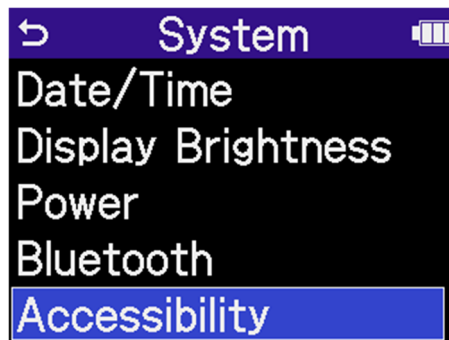 System
Date/Time
Display Brightness
Power
Bluetooth
Accessibility